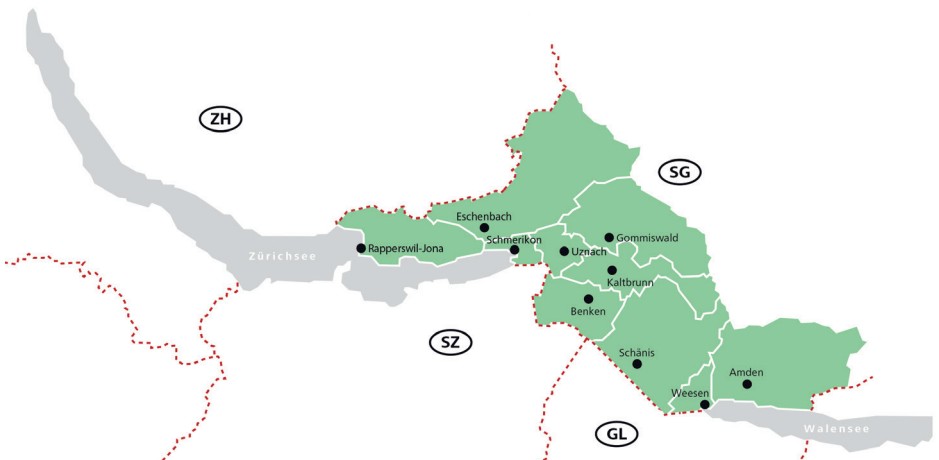 ZH
SG
Eschenbach
Gommiswald
Schmerikon
Rapperswil-Jona
Uznach
Zürichsee
Kaltbrunn
Benken
SZ
Schänis
Amden
Weesen
Walensee
GL